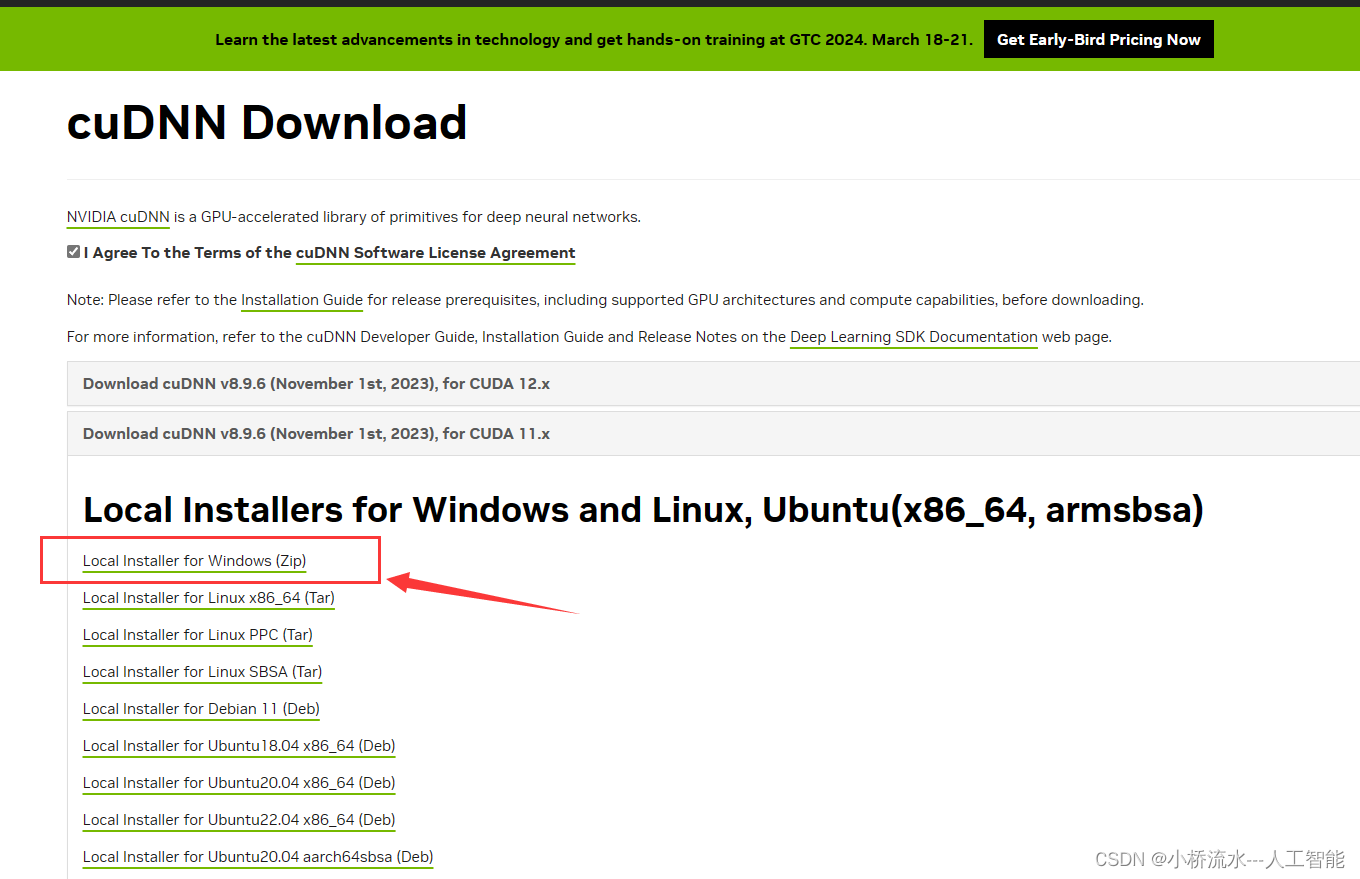 Learn the latest advancements in technology and get hands-on training at GTC 2024. March 18-21. Get Early-Bird Pricing Now
cuDNN Download
NVIDIA cuDNN is a GPU-accelerated library of primitives for deep neural networks.
I Agree To the Terms of the cuDNN Software License Agreement
Note: Please refer to the Installation Guide for release prerequisites, including supported GPU architectures and compute capabilities, before downloading.
For more information, refer to the cuDNN Developer Guide, Installation Guide and Release Notes on the Deep Learning SDK Documentation web page.
Download cuDNN v8.9.6 (November 1st, 2023), for CUDA 12.x
Download cuDNN v8.9.6 (November 1st, 2023), for CUDA 11.x
Local Installers for Windows and Linux, Ubuntu(x86_64, armsbsa)
Local Installer for Windows (Zip)
Local Installer for Linux x86_64 (Tar)
Local Installer for Linux PPC (Tar)
Local Installer for Linux SBSA (Tar)
Local Installer for Debian 11 (Deb)
Local Installer for Ubuntu18.04 x86_64 (Deb)
Local Installer for Ubuntu20.04 x86_64 (Deb)
Local Installer for Ubuntu22.04 x86_64 (Deb)
Local Installer for Ubuntu20.04 aarch64sbsa (Deb)
CSDN @小桥流水---人工智能